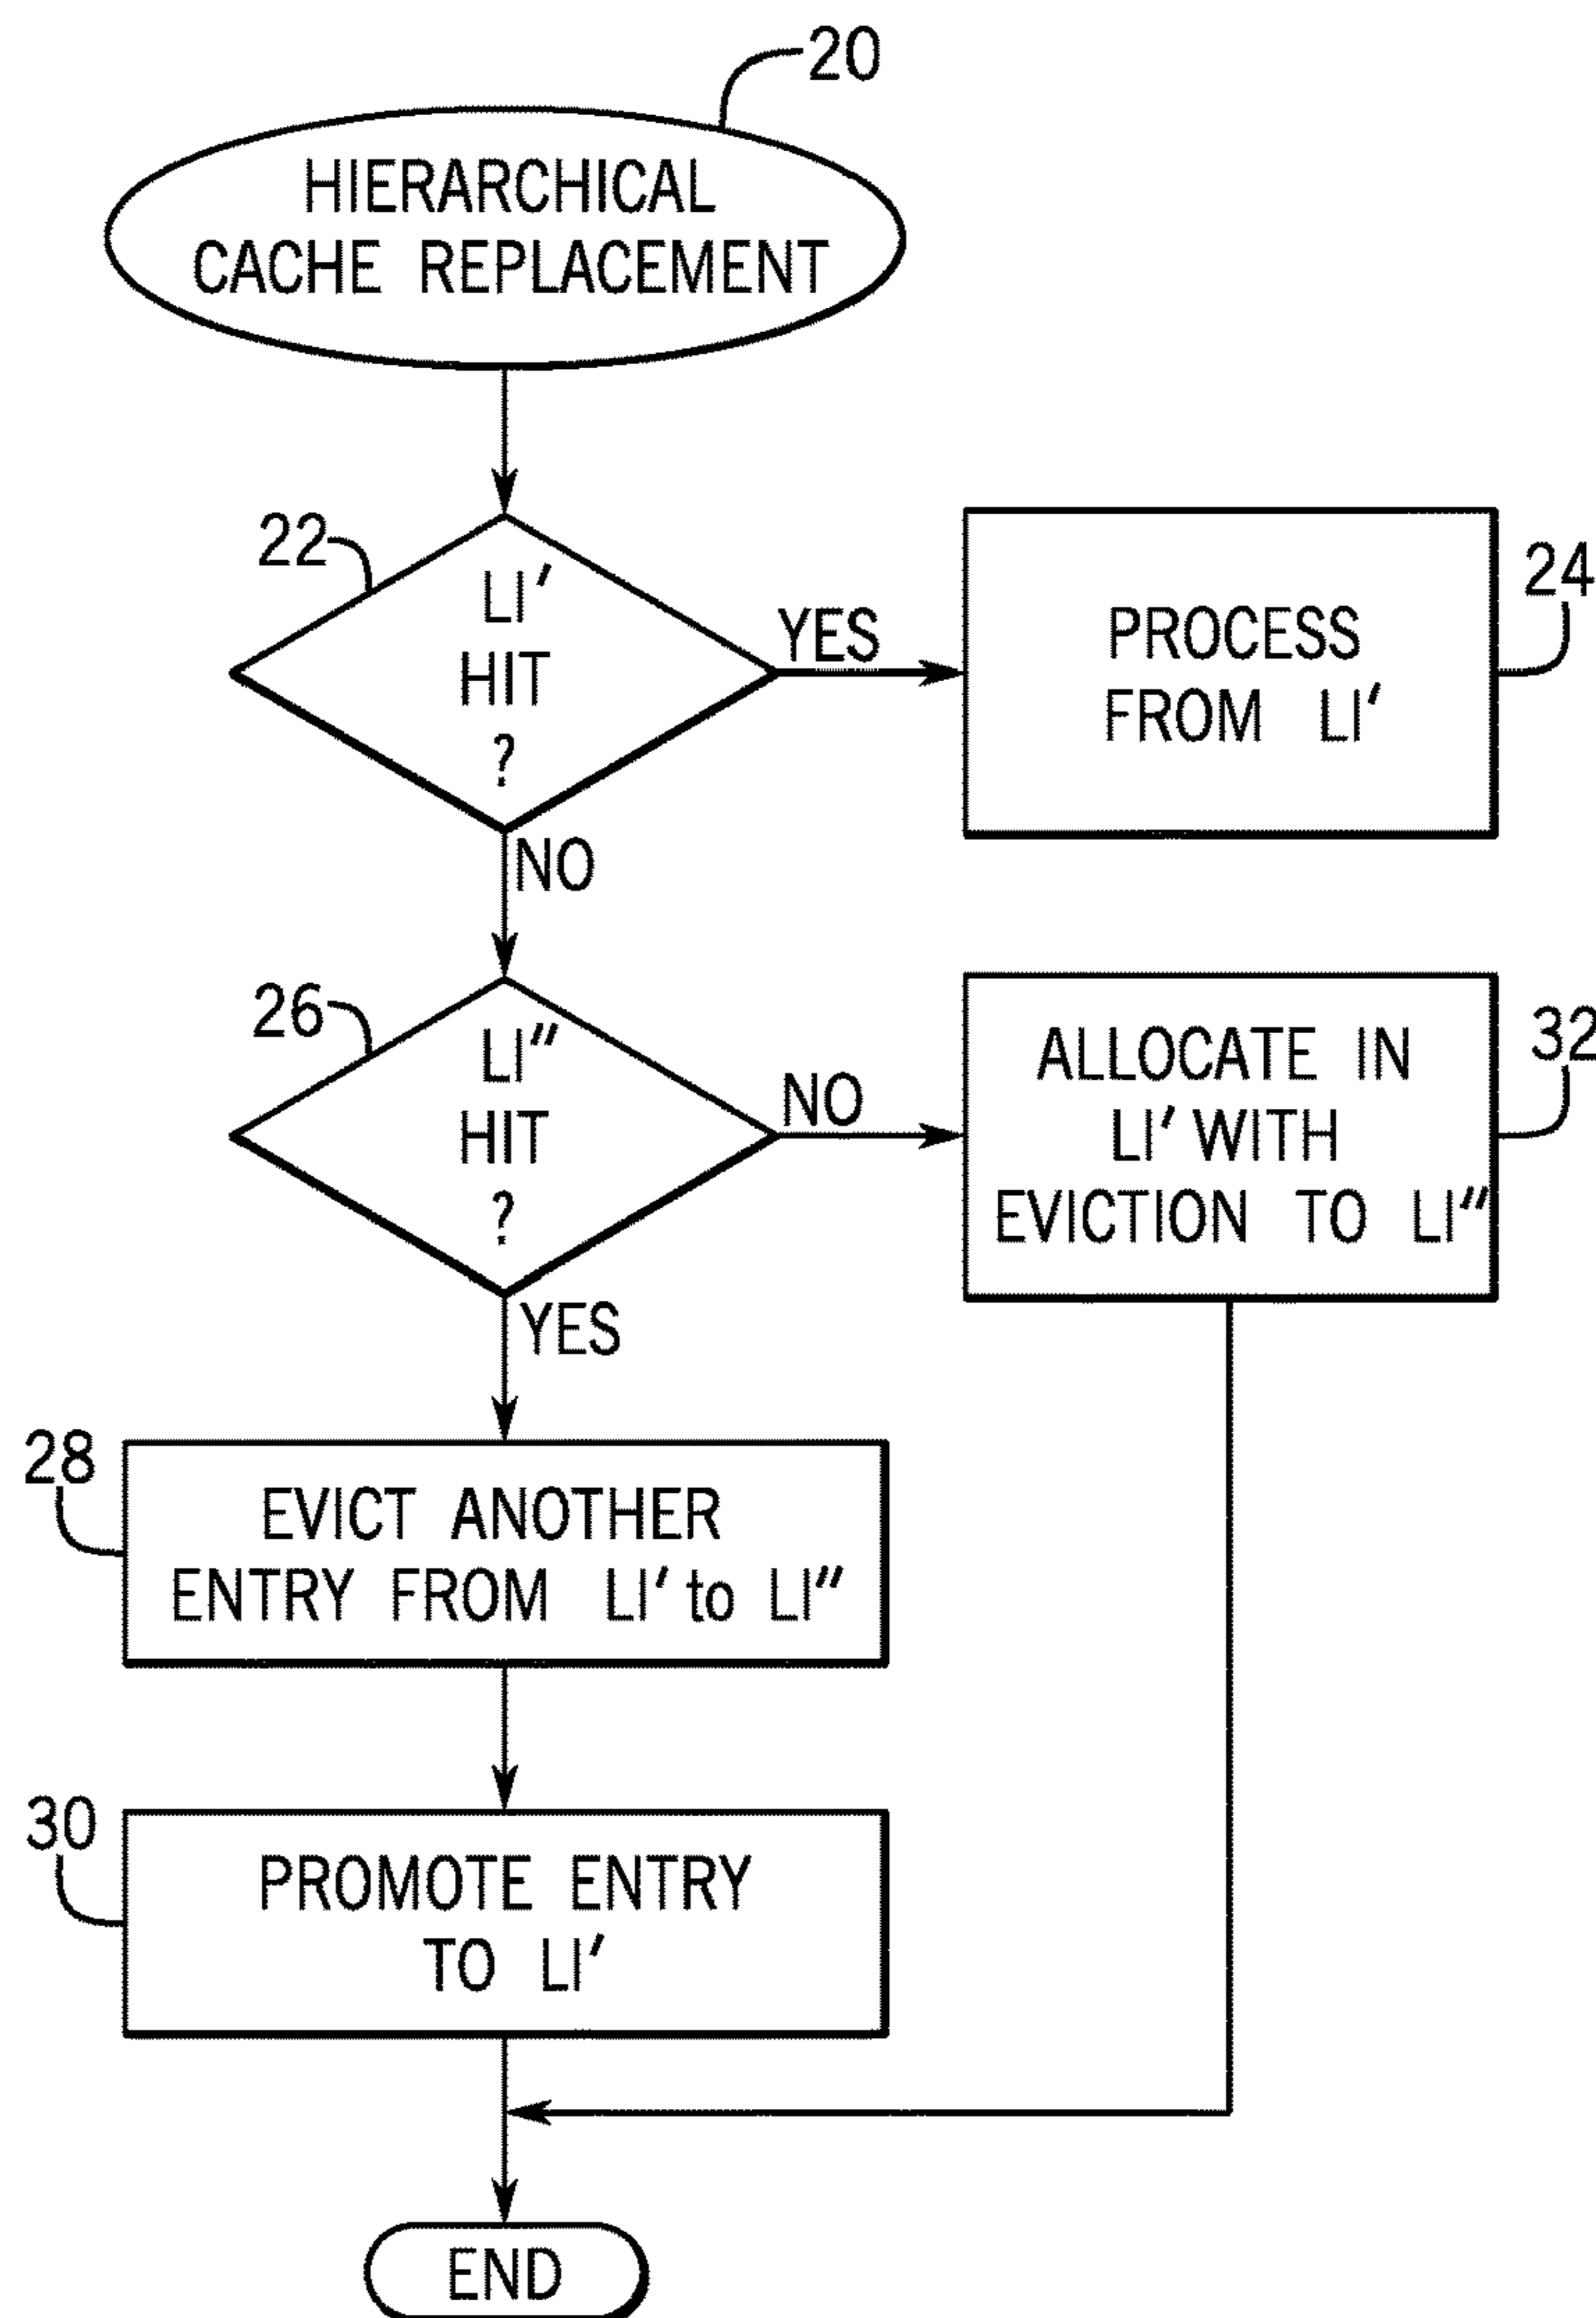 20
HIERARCHICAL
CACHE REPLACEMENT
22
LI'
HIT
?
YES
PROCESS
FROM LI'
24
NO
26
LI"
HIT
?
NO
ALLOCATE IN
LI' WITH
EVICTION TO LI"
32
YES
28
EVICT ANOTHER
ENTRY FROM LI' to LI"
30
PROMOTE ENTRY
TO LI'
END